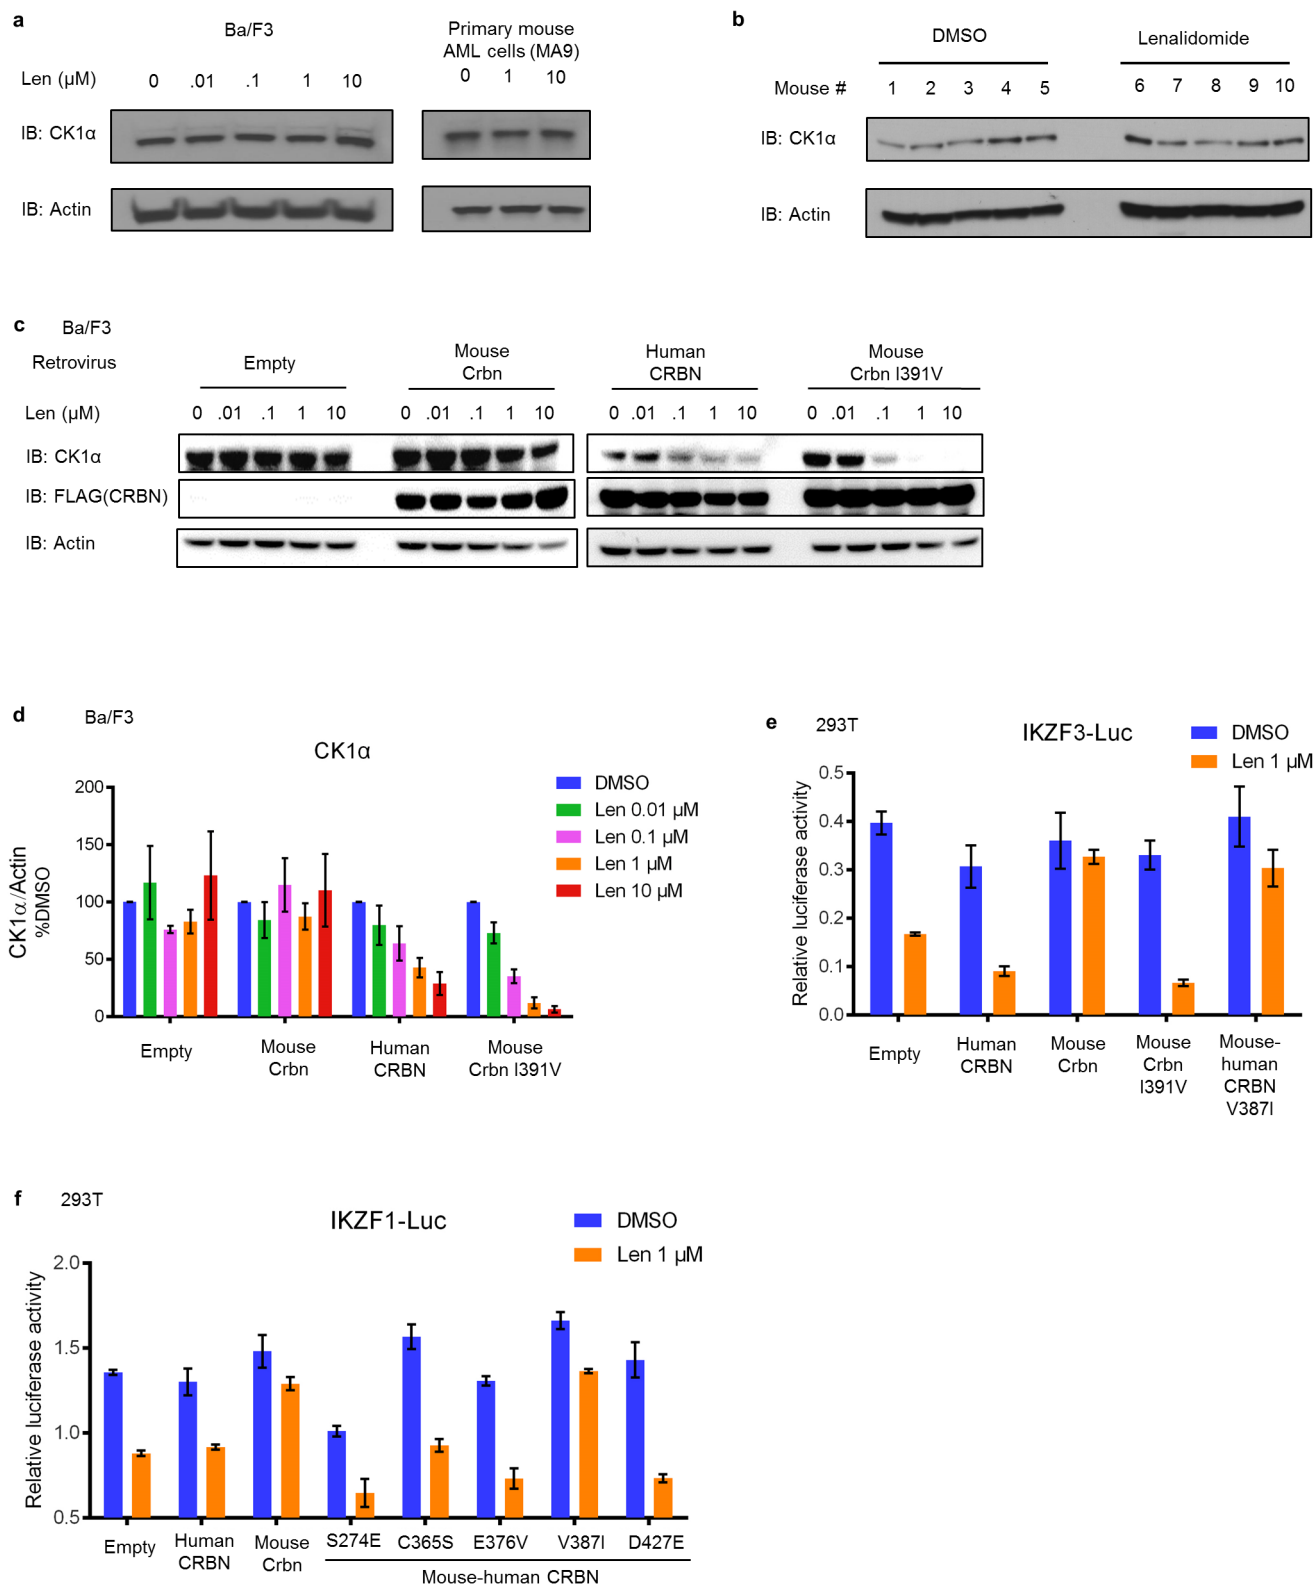 a
Ba/F3
Primary mouse
AML cells (MA9)
Len (µM)
0 .01 .1 1 10
0 1 10
IB: CK1α
IB: Actin
b
DMSO
Lenalidomide
Mouse #
1 2 3 4 5
6 7 8 9 10
IB: CK1α
IB: Actin
c
Ba/F3
Retrovirus
Empty
Mouse
Crbn
Human
CRBN
Mouse
Crbn I391V
Len (µM)
0 .01 .1 1 10
0 .01 .1 1 10
0 .01 .1 1 10
0 .01 .1 1 10
IB: CK1α
IB: FLAG(CRBN)
IB: Actin
d
Ba/F3
CK1α
CK1α/Actin
%DMSO
200
150
100
50
0
DMSO
Len 0.01 µM
Len 0.1 µM
Len 1 µM
Len 10 µM
Empty
Mouse
Crbn
Human
CRBN
Mouse
Crbn I391V
e
293T
IKZF3-Luc
DMSO
Len 1 µM
Relative luciferase activity
0.5
0.4
0.3
0.2
0.1
0.0
Empty
Human
CRBN
Mouse
Crbn
Mouse
Crbn
I391V
Mouse-
human
CRBN
V387I
f
293T
IKZF1-Luc
DMSO
Len 1 µM
Relative luciferase activity
2.0
1.5
1.0
0.5
Empty
Human
CRBN
Mouse
Crbn
S274E
C365S
E376V
V387I
D427E
Mouse-human CRBN